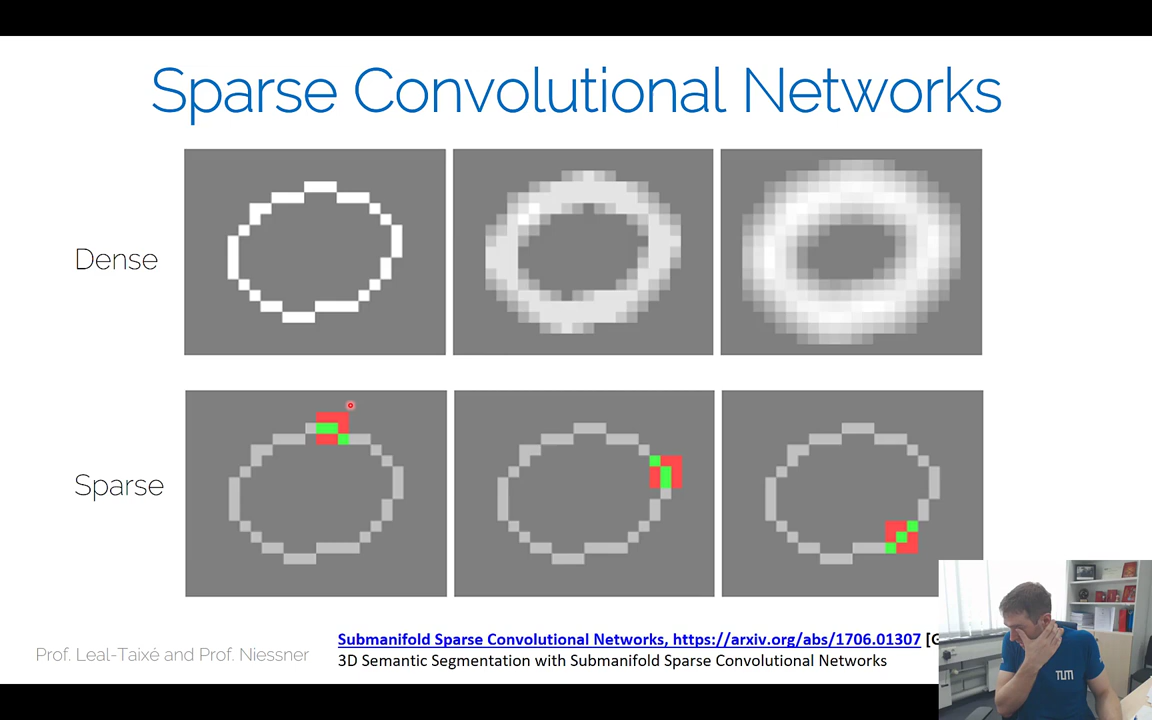 Sparse Convolutional Networks
Dense
Sparse
Submanifold Sparse Convolutional Networks, https://arxiv.org/abs/1706.01307 [
Prof. Leal-Taixé and Prof. Niessner
3D Semantic Segmentation with Submanifold Sparse Convolutional Networks
TUM